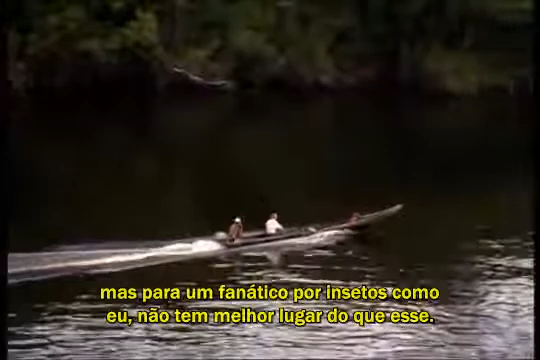 mas para um fanático por insetos como
eu, não tem melhor lugar do que esse.